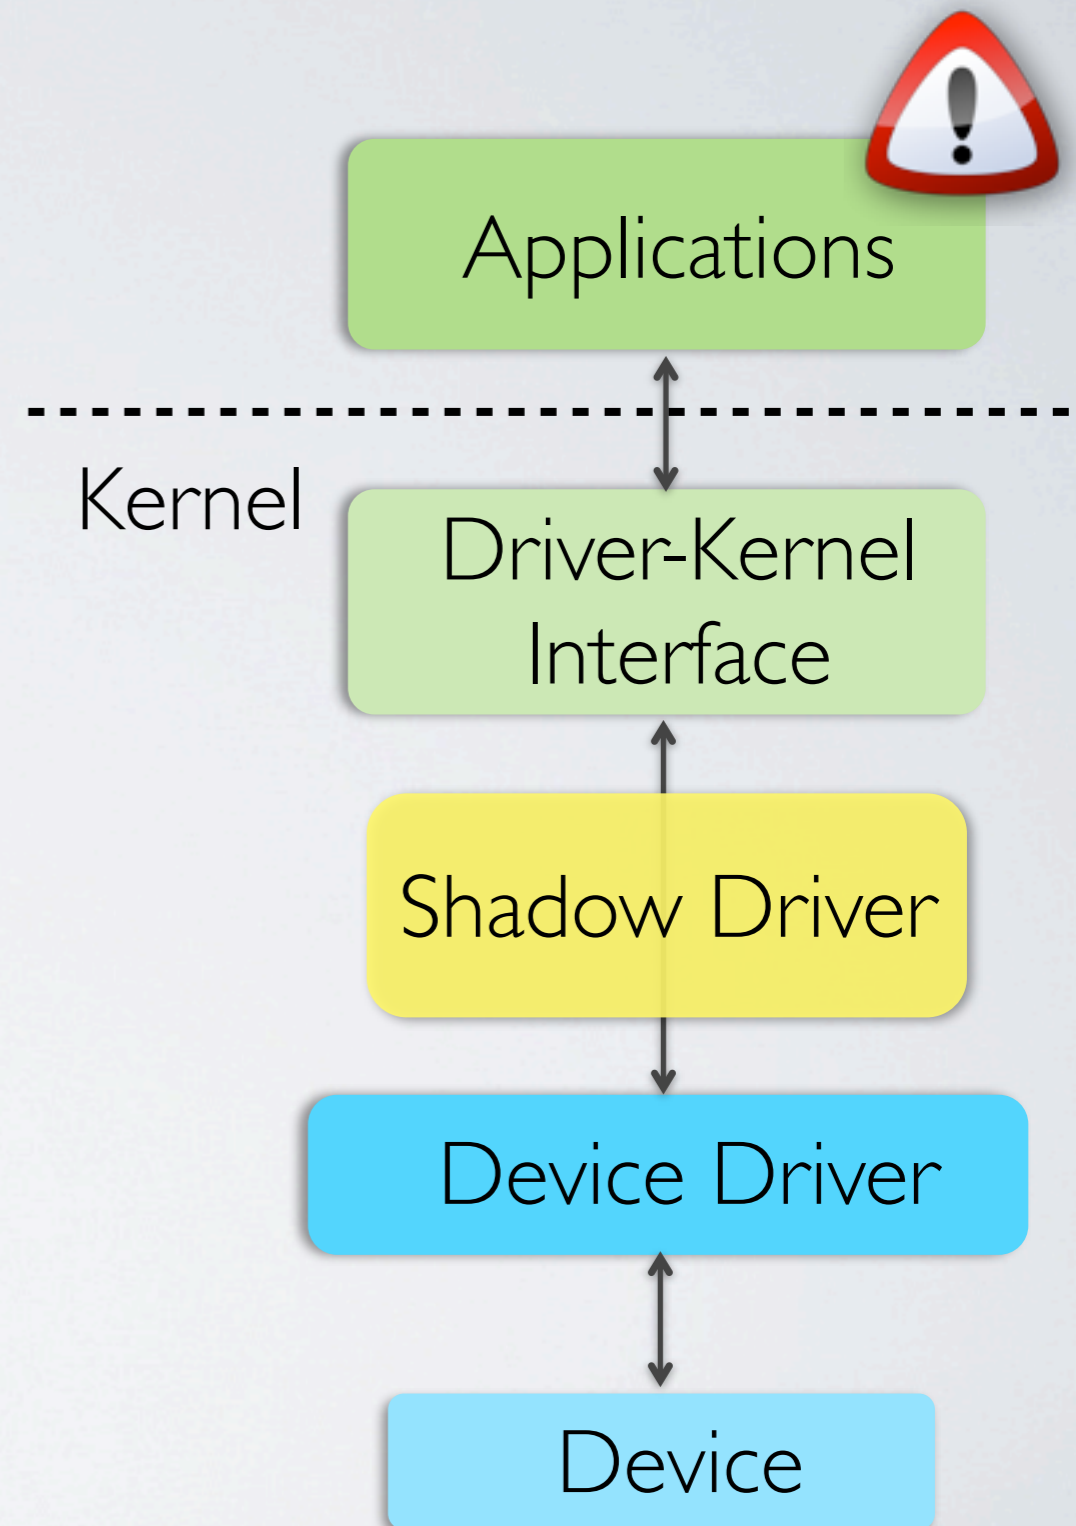 Applications
Kernel
Driver-Kernel
Interface
Shadow Driver
Device Driver
Device